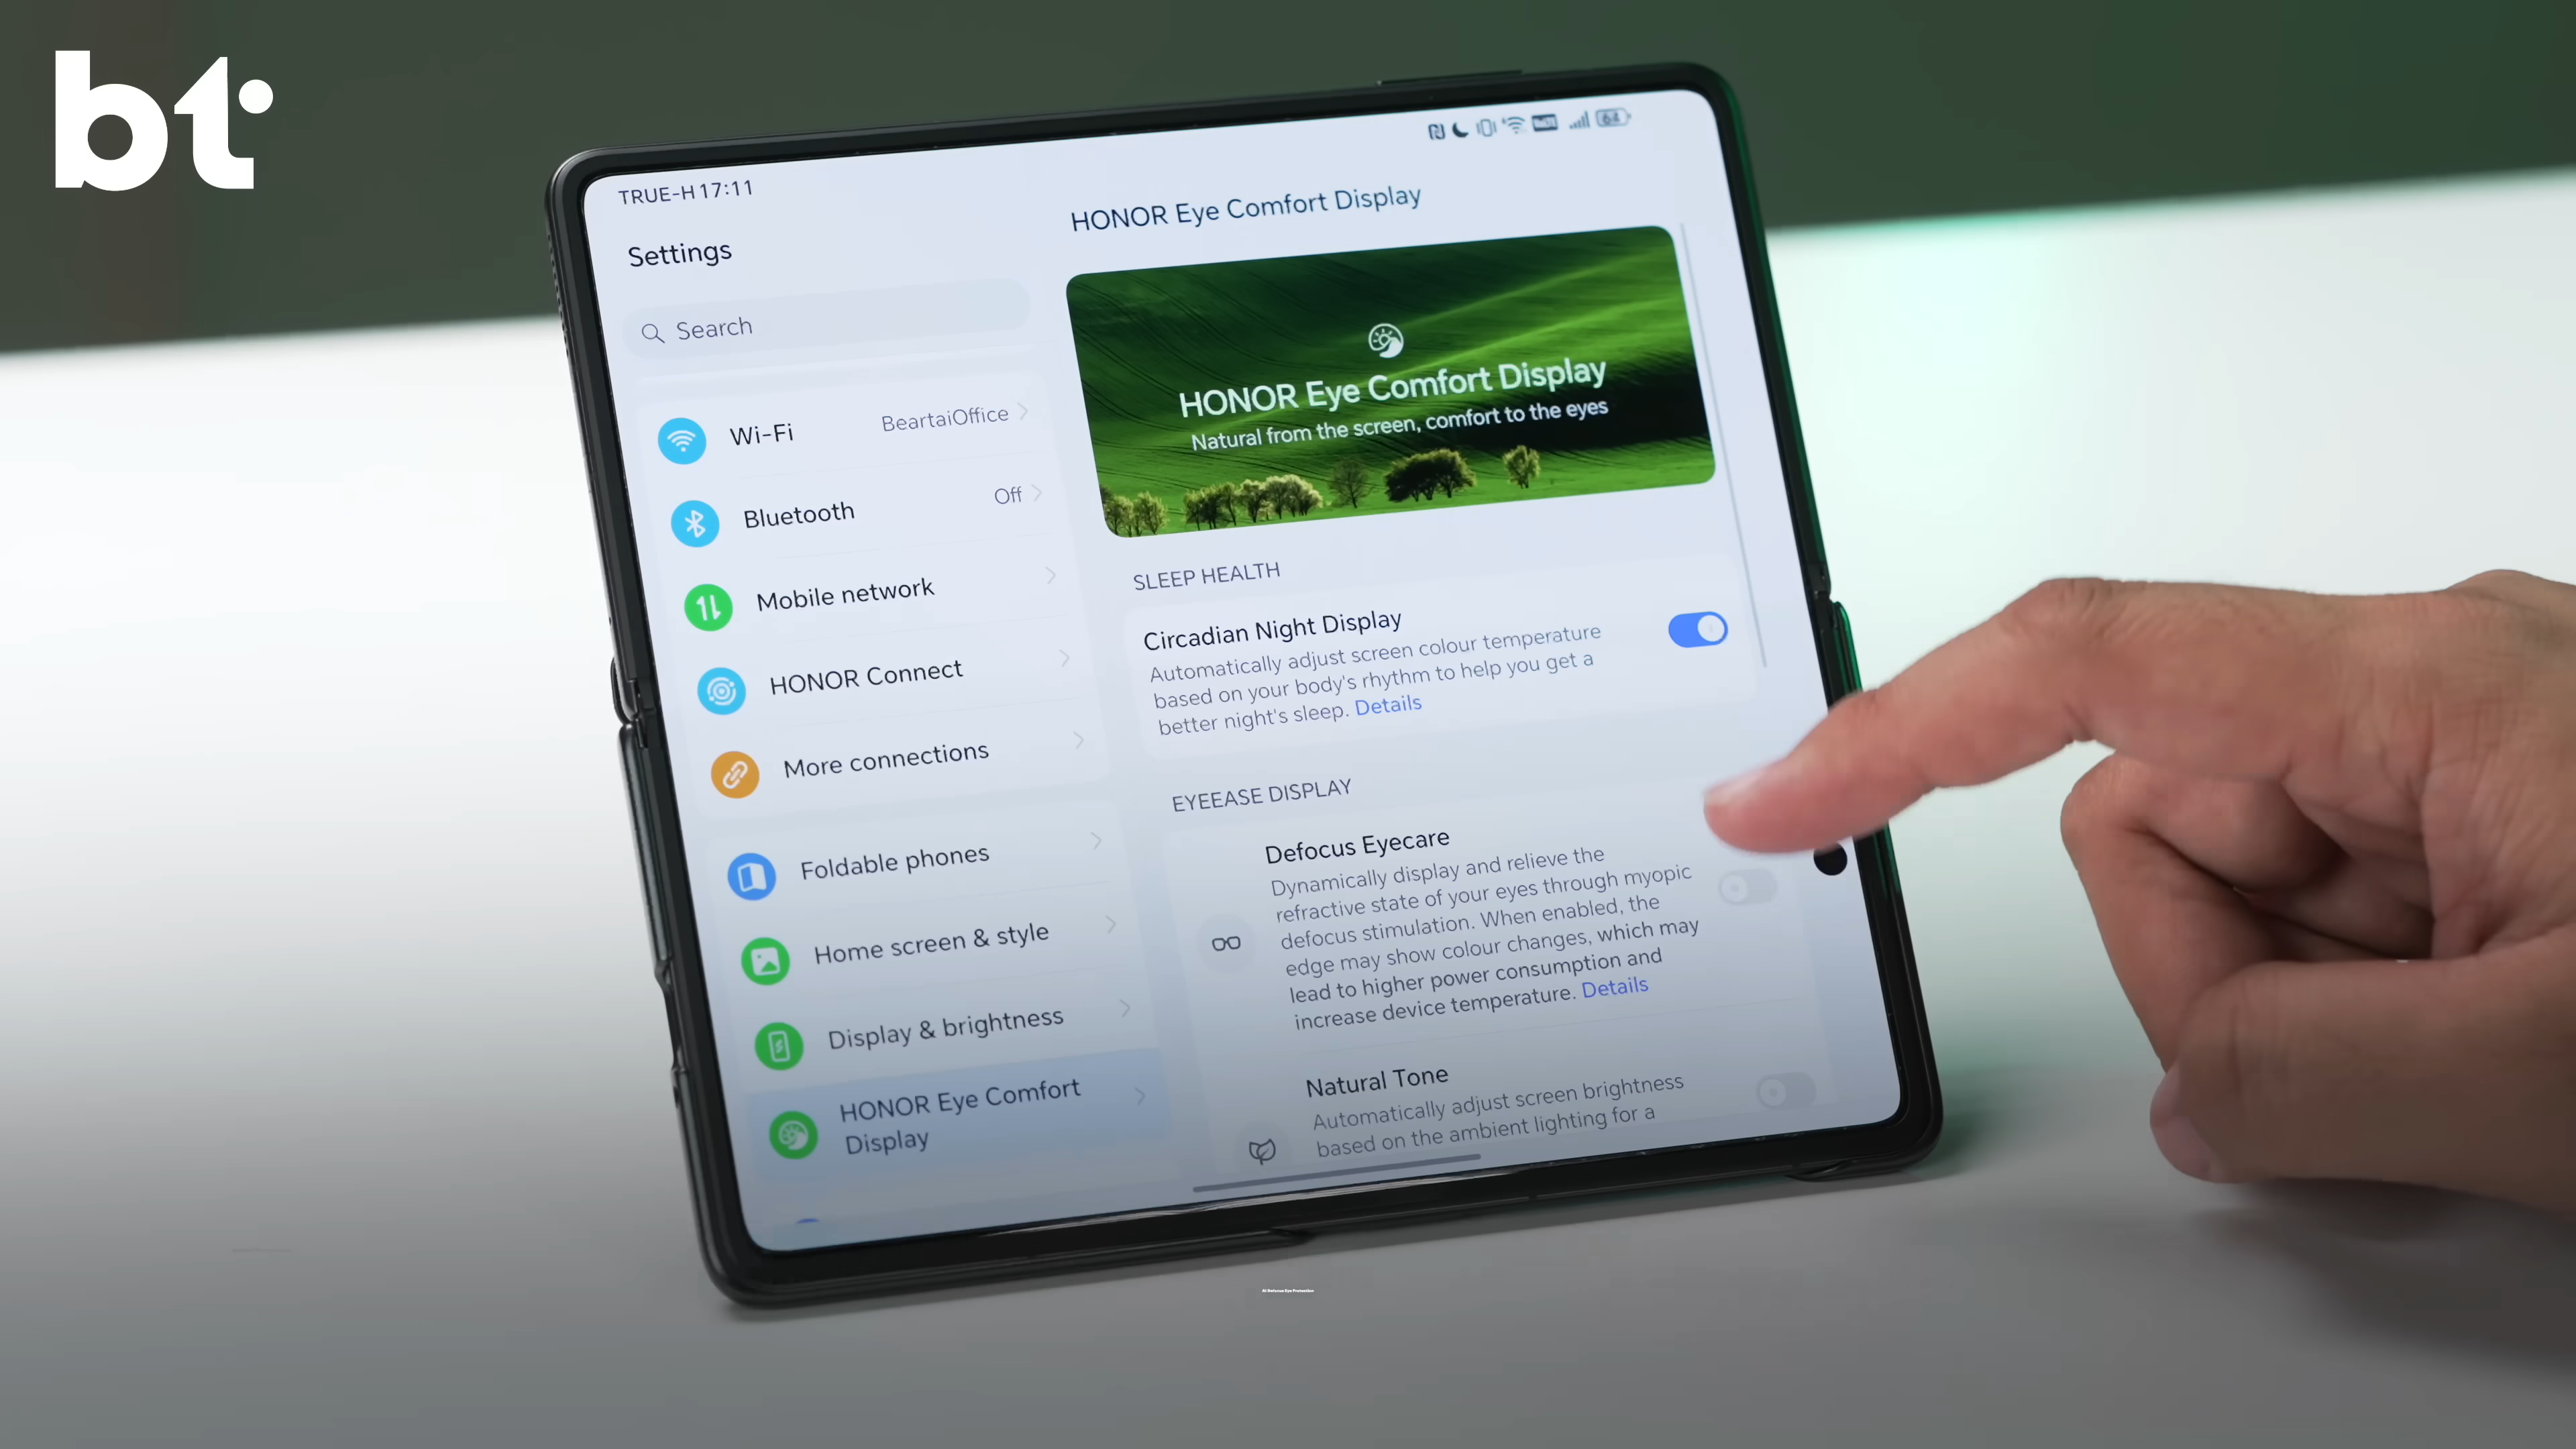 bt
TRUE-H 17:11
64
Settings
Search
Wi-Fi
BeartaiOffice
Bluetooth
Off
Mobile network
HONOR Connect
More connections
Foldable phones
Home screen & style
Display & brightness
HONOR Eye Comfort
Display
HONOR Eye Comfort Display
HONOR Eye Comfort Display
Natural from the screen, comfort to the eyes
SLEEP HEALTH
Circadian Night Display
Automatically adjust screen colour temperature
based on your body's rhythm to help you get a
better night's sleep. Details
EYEEASE DISPLAY
Defocus Eyecare
Dynamically display and relieve the
refractive state of your eyes through myopic
defocus stimulation. When enabled, the
edge may show colour changes, which may
lead to higher power consumption and
increase device temperature. Details
Natural Tone
Automatically adjust screen brightness
based on the ambient lighting for a
AI Defocus Eye Protection